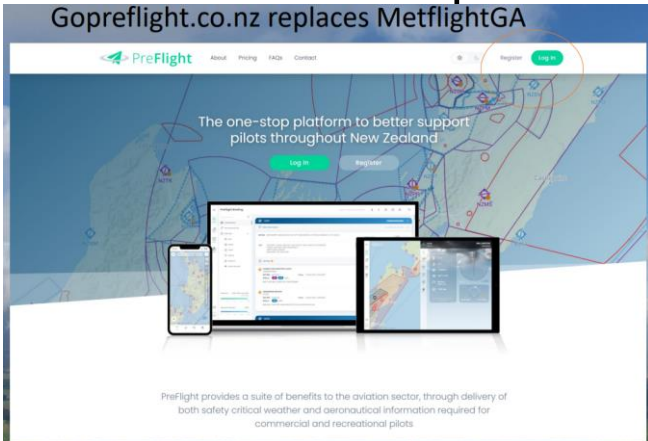 Gopreflight.co.nz replaces MetflightGA
PreFlight About Pricing FAQs Contact Register Log In
The one-stop platform to better support
pilots throughout New Zealand
Log in Register
PreFlight provides a suite of benefits to the aviation sector, through delivery of
both safety critical weather and aeronautical information required for
commercial and recreational pilots